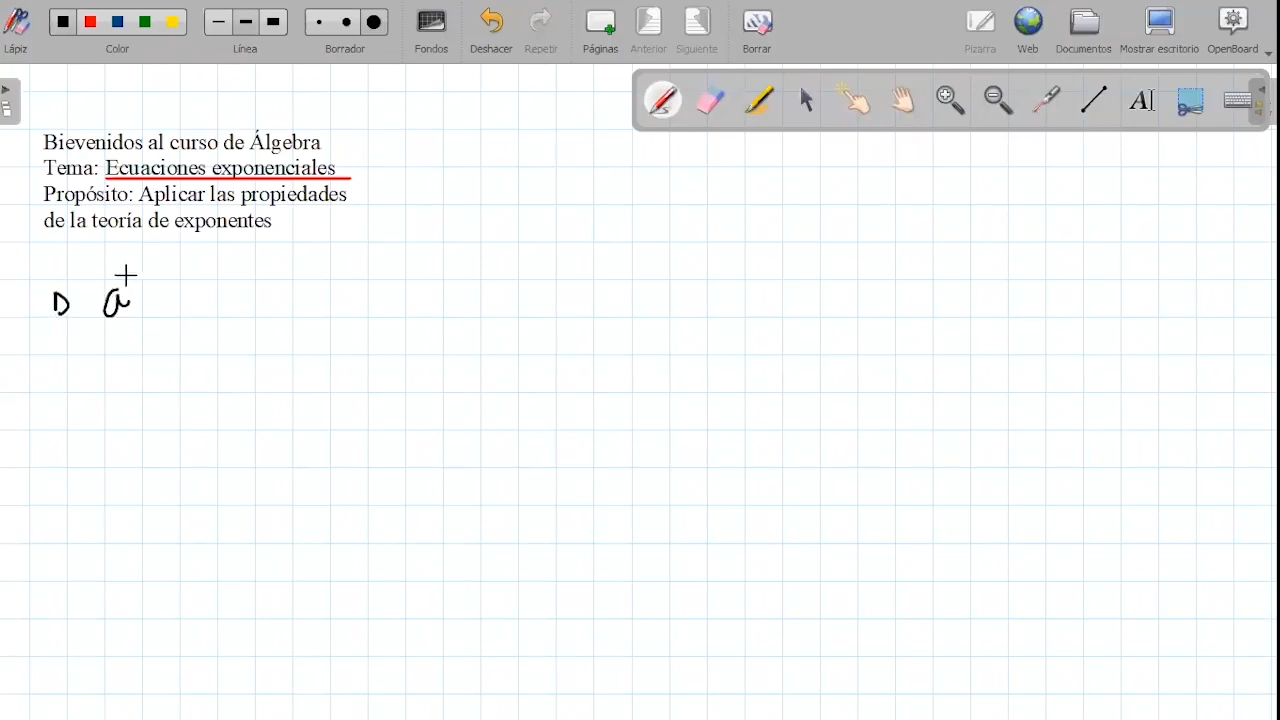 Lápiz Color Línea Borrador Fondos Deshacer Repetir Páginas Anterior Siguiente Borrar Pizarra Web Documentos Mostrar escritorio OpenBoard
Bievenidos al curso de Álgebra
Tema: Ecuaciones exponenciales
Propósito: Aplicar las propiedades
de la teoría de exponentes
D a